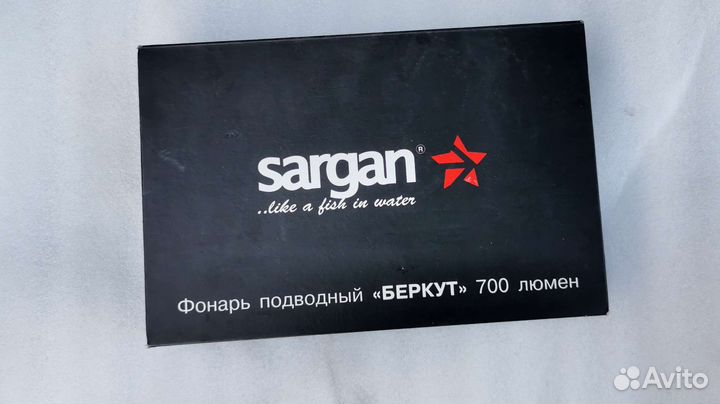 sargan®
..like a fish in water
Фонарь подводный «БЕРКУТ» 700 люмен
Avito